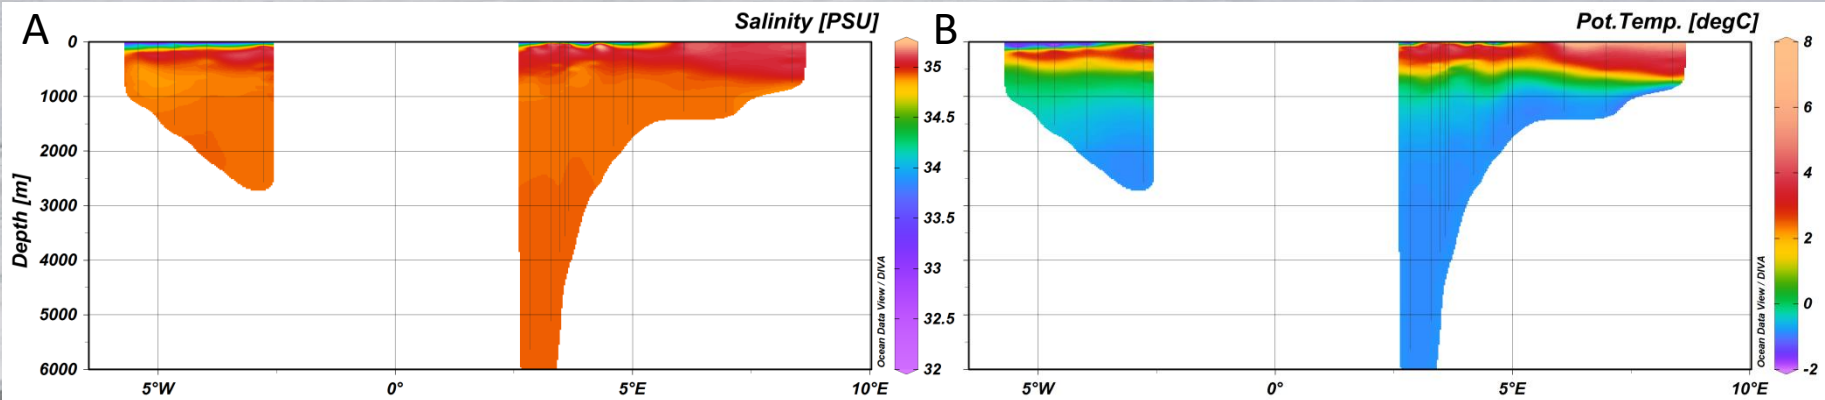 A
Salinity [PSU]
0
1000
2000
3000
4000
5000
6000
Depth [m]
5°W
0°
5°E
10°E
35
34.5
34
33.5
33
32.5
32
Ocean Data View / DIVA
B
Pot.Temp. [degC]
5°W
0°
5°E
10°E
8
6
4
2
0
-2
Ocean Data View / DIVA